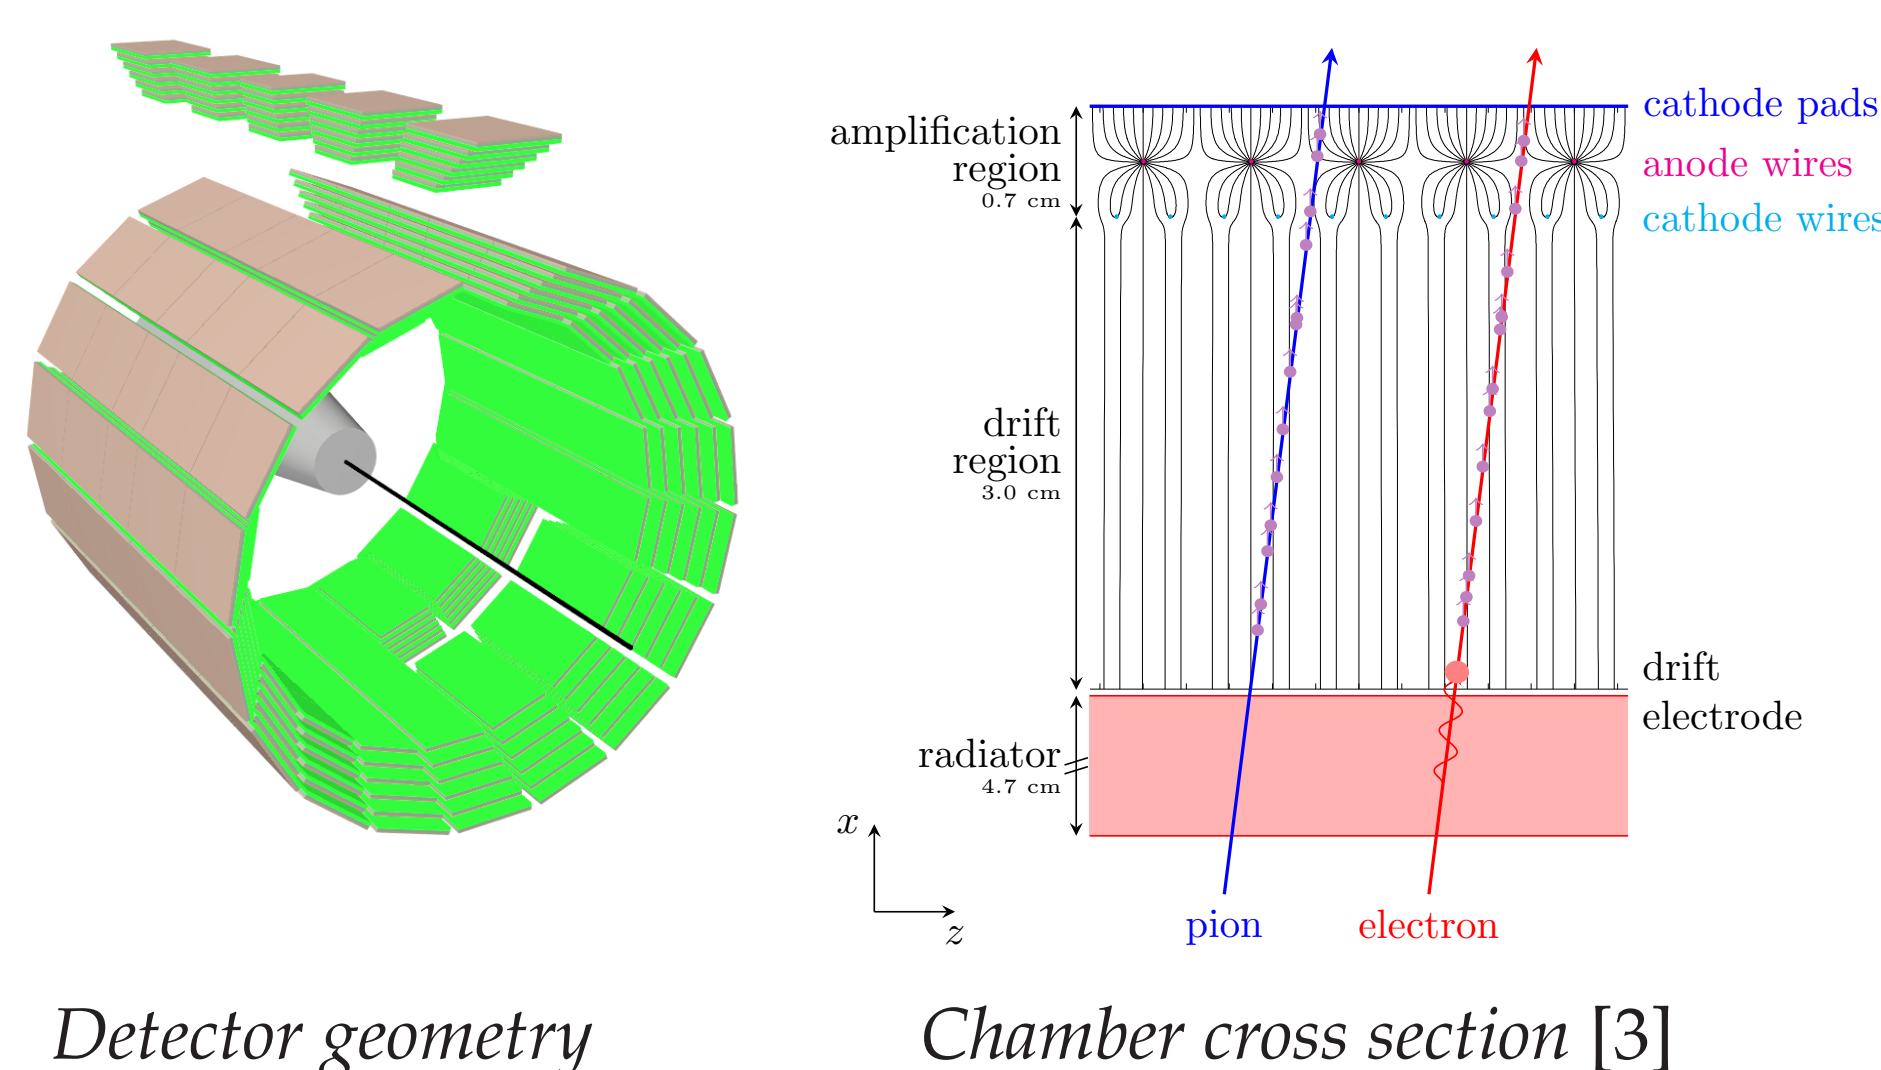 amplification
region
0.7 cm
cathode pads
anode wires
cathode wires
drift
region
3.0 cm
drift
electrode
radiator
4.7 cm
x
z
pion
electron
Detector geometry
Chamber cross section [3]